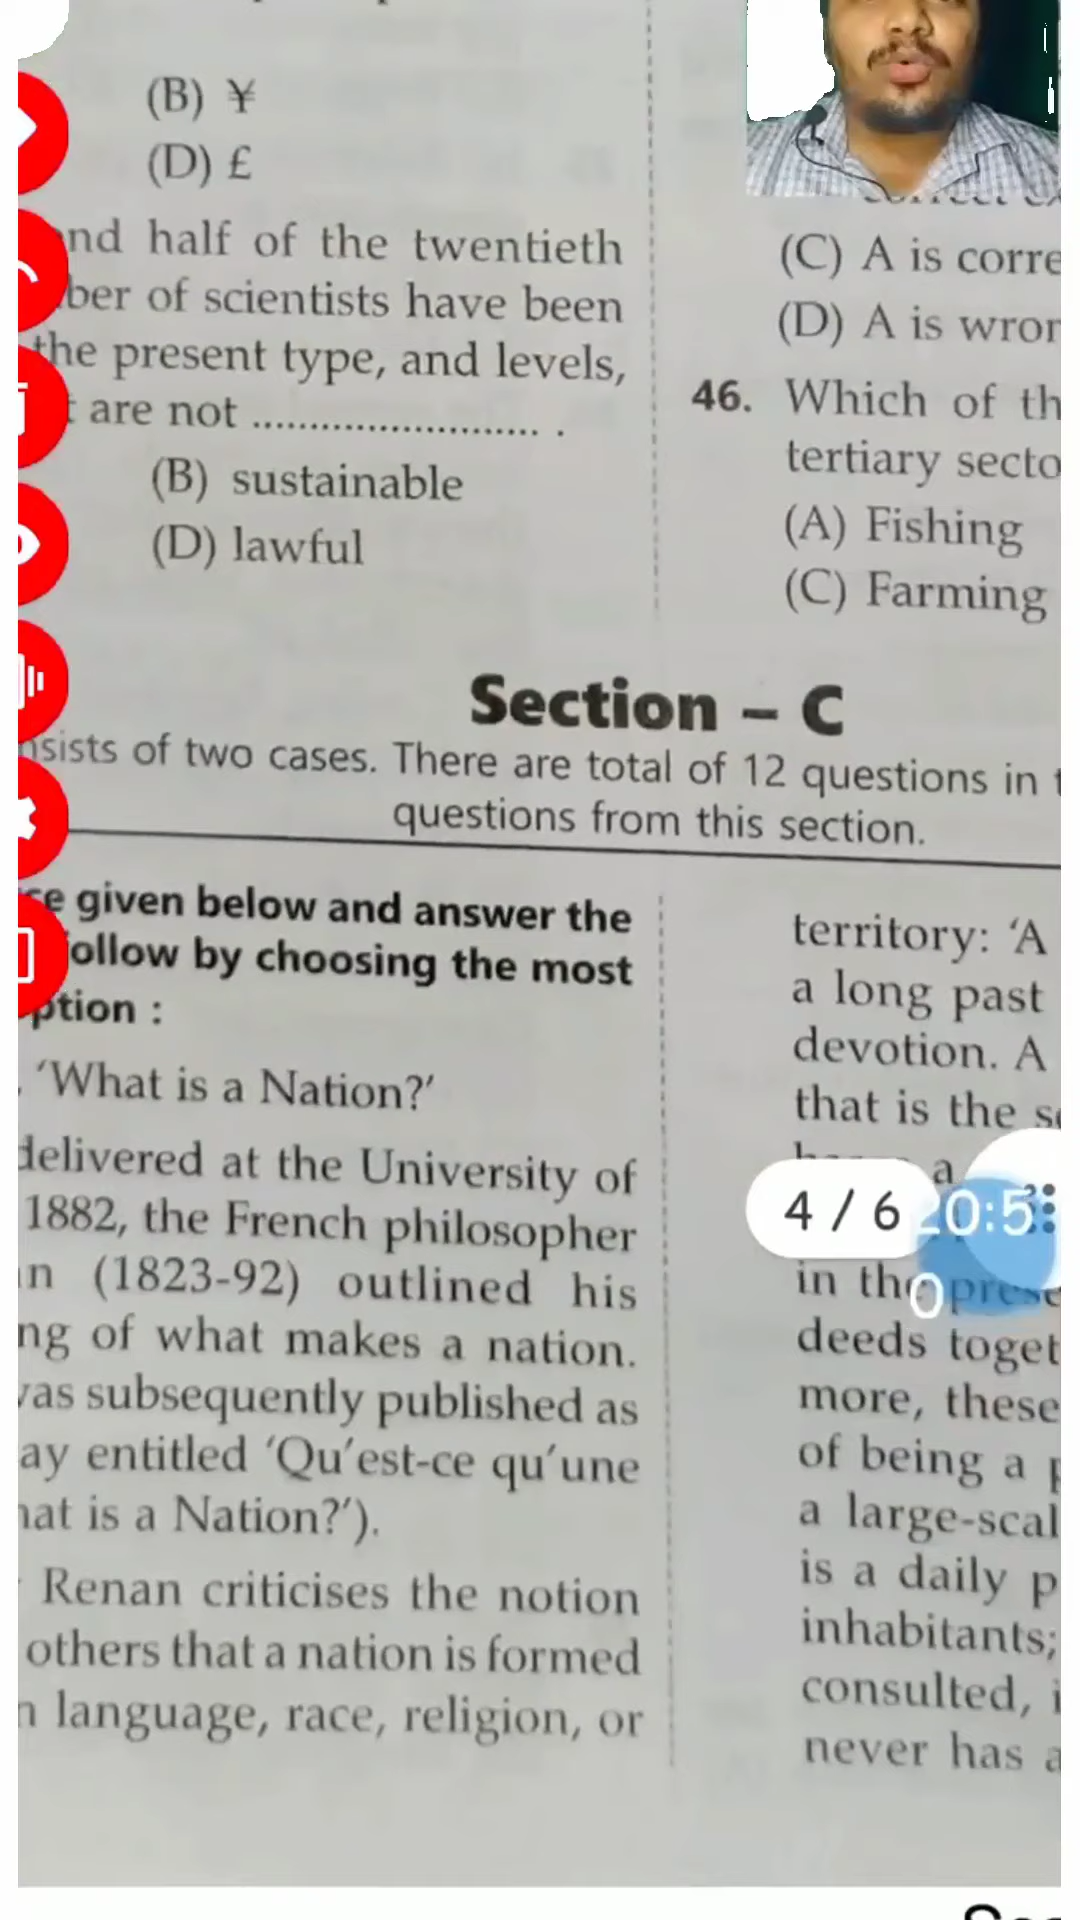 (B) ¥
(D) £
nd half of the twentieth
ber of scientists have been
the present type, and levels,
are not ........................... .
(B) sustainable
(D) lawful
(C) A is corre
(D) A is wror
46. Which of th
tertiary secto
(A) Fishing
(C) Farming
Section – C
sists of two cases. There are total of 12 questions in
questions from this section.
given below and answer the
ollow by choosing the most
ption :
‘What is a Nation?’
delivered at the University of
1882, the French philosopher
n (1823-92) outlined his
ng of what makes a nation.
as subsequently published as
ay entitled ‘Qu’est-ce qu’une
at is a Nation?’).
Renan criticises the notion
others that a nation is formed
language, race, religion, or
territory: ‘A
a long past
devotion. A
that is the s
a
4 / 6
20:5
0
in the prese
deeds toget
more, these
of being a p
a large-scal
is a daily p
inhabitants;
consulted, i
never has a